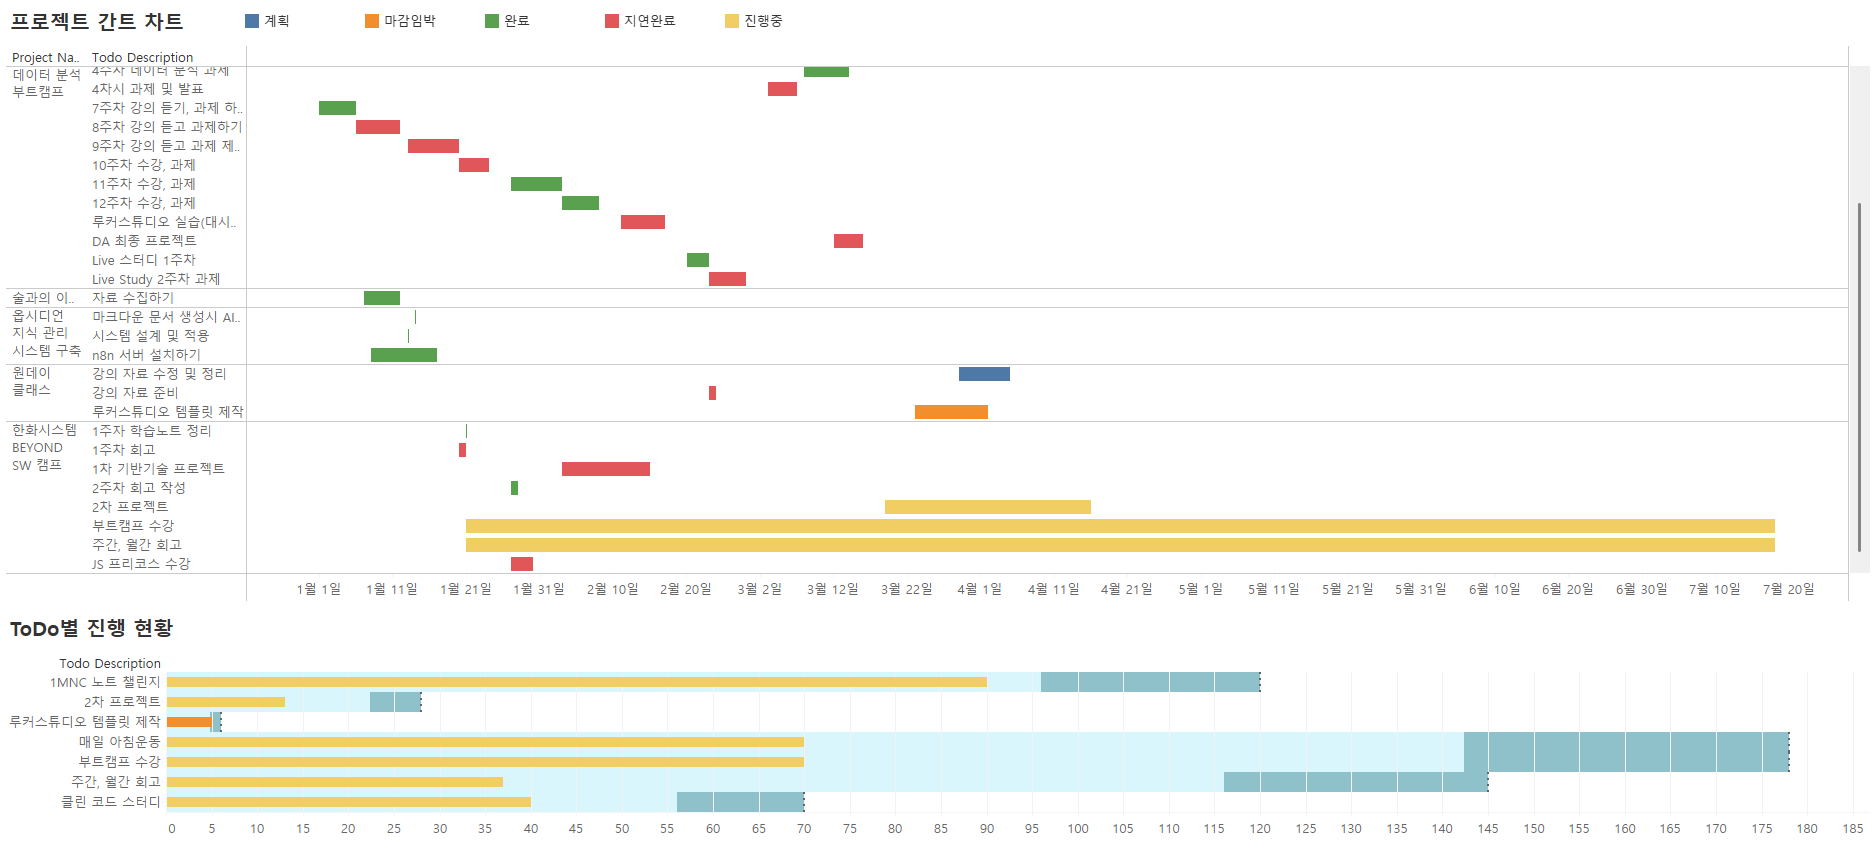 프로젝트 간트 차트
계획
마감임박
완료
지연완료
진행중
Project Na..
Todo Description
데이터 분석
부트캠프
4주차 데이터 분석 과제
4차시 과제 및 발표
7주차 강의 듣기, 과제 하..
8주차 강의 듣고 과제하기
9주차 강의 듣고 과제 제..
10주차 수강, 과제
11주차 수강, 과제
12주차 수강, 과제
루커스튜디오 실습(대시..
DA 최종 프로젝트
Live 스터디 1주차
Live Study 2주차 과제
술과의 이..
자료 수집하기
옵시디언
지식 관리
시스템 구축
마크다운 문서 생성시 AI..
시스템 설계 및 적용
n8n 서버 설치하기
원데이
클래스
강의 자료 수정 및 정리
강의 자료 준비
루커스튜디오 템플릿 제작
한화시스템
BEYOND
SW 캠프
1주차 학습노트 정리
1주차 회고
1차 기반기술 프로젝트
2주차 회고 작성
2차 프로젝트
부트캠프 수강
주간, 월간 회고
JS 프리코스 수강
1월 1일 1월 11일 1월 21일 1월 31일 2월 10일 2월 20일 3월 2일 3월 12일 3월 22일 4월 1일 4월 11일 4월 21일 5월 1일 5월 11일 5월 21일 5월 31일 6월 10일 6월 20일 6월 30일 7월 10일 7월 20일
ToDo별 진행 현황
Todo Description
1MNC 노트 챌린지
2차 프로젝트
루커스튜디오 템플릿 제작
매일 아침운동
부트캠프 수강
주간, 월간 회고
클린 코드 스터디
0 5 10 15 20 25 30 35 40 45 50 55 60 65 70 75 80 85 90 95 100 105 110 115 120 125 130 135 140 145 150 155 160 165 170 175 180 185